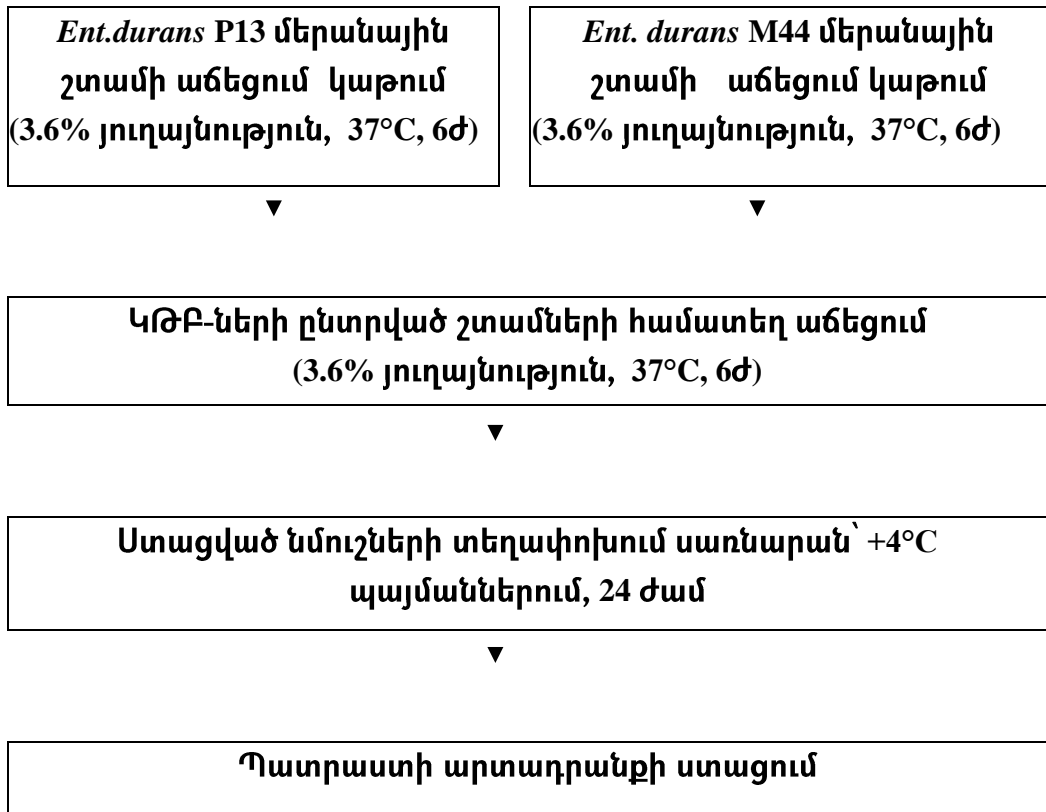 Ent.durans P13 մերանային
շտամի աճեցում կաթում
(3.6% յուղայնություն, 37°C, 6ժ)
Ent. durans M44 մերանային
շտամի աճեցում կաթում
(3.6% յուղայնություն, 37°C, 6ժ)
ԿԹԲ-ների ընտրված շտամների համատեղ աճեցում
(3.6% յուղայնություն, 37°C, 6ժ)
Ստացված նմուշների տեղափոխում սառնարան՝ +4°C
պայմաններում, 24 ժամ
Պատրաստի արտադրանքի ստացում